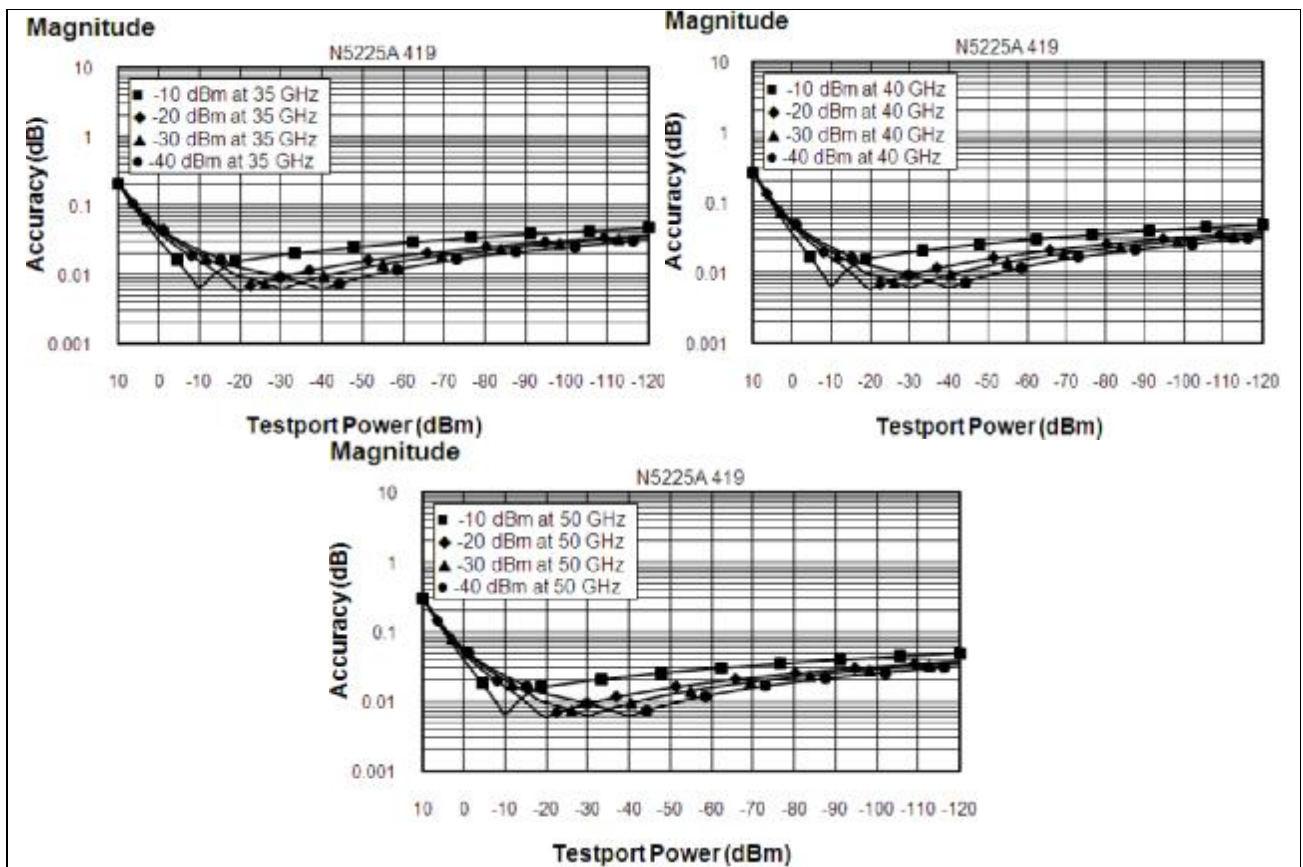 Magnitude
N5225A 419
10
1
0.1
0.01
0.001
Accuracy (dB)
-10 dBm at 35 GHz
-20 dBm at 35 GHz
-30 dBm at 35 GHz
-40 dBm at 35 GHz
10 0 -10 -20 -30 -40 -50 -60 -70 -80 -90 -100 -110 -120
Testport Power (dBm)
Magnitude
N5225A 419
10
1
0.1
0.01
0.001
Accuracy (dB)
-10 dBm at 40 GHz
-20 dBm at 40 GHz
-30 dBm at 40 GHz
-40 dBm at 40 GHz
10 0 -10 -20 -30 -40 -50 -60 -70 -80 -90 -100 -110 -120
Testport Power (dBm)
Magnitude
N5225A 419
10
1
0.1
0.01
0.001
Accuracy (dB)
-10 dBm at 50 GHz
-20 dBm at 50 GHz
-30 dBm at 50 GHz
-40 dBm at 50 GHz
10 0 -10 -20 -30 -40 -50 -60 -70 -80 -90 -100 -110 -120
Testport Power (dBm)